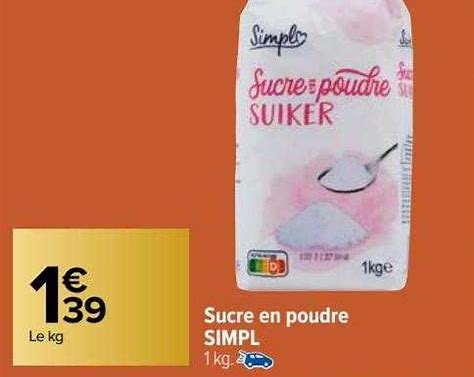 Simpl
Sucre en poudre
SUIKER
1kg e
1€39
Le kg
Sucre en poudre
SIMPL
1 kg.